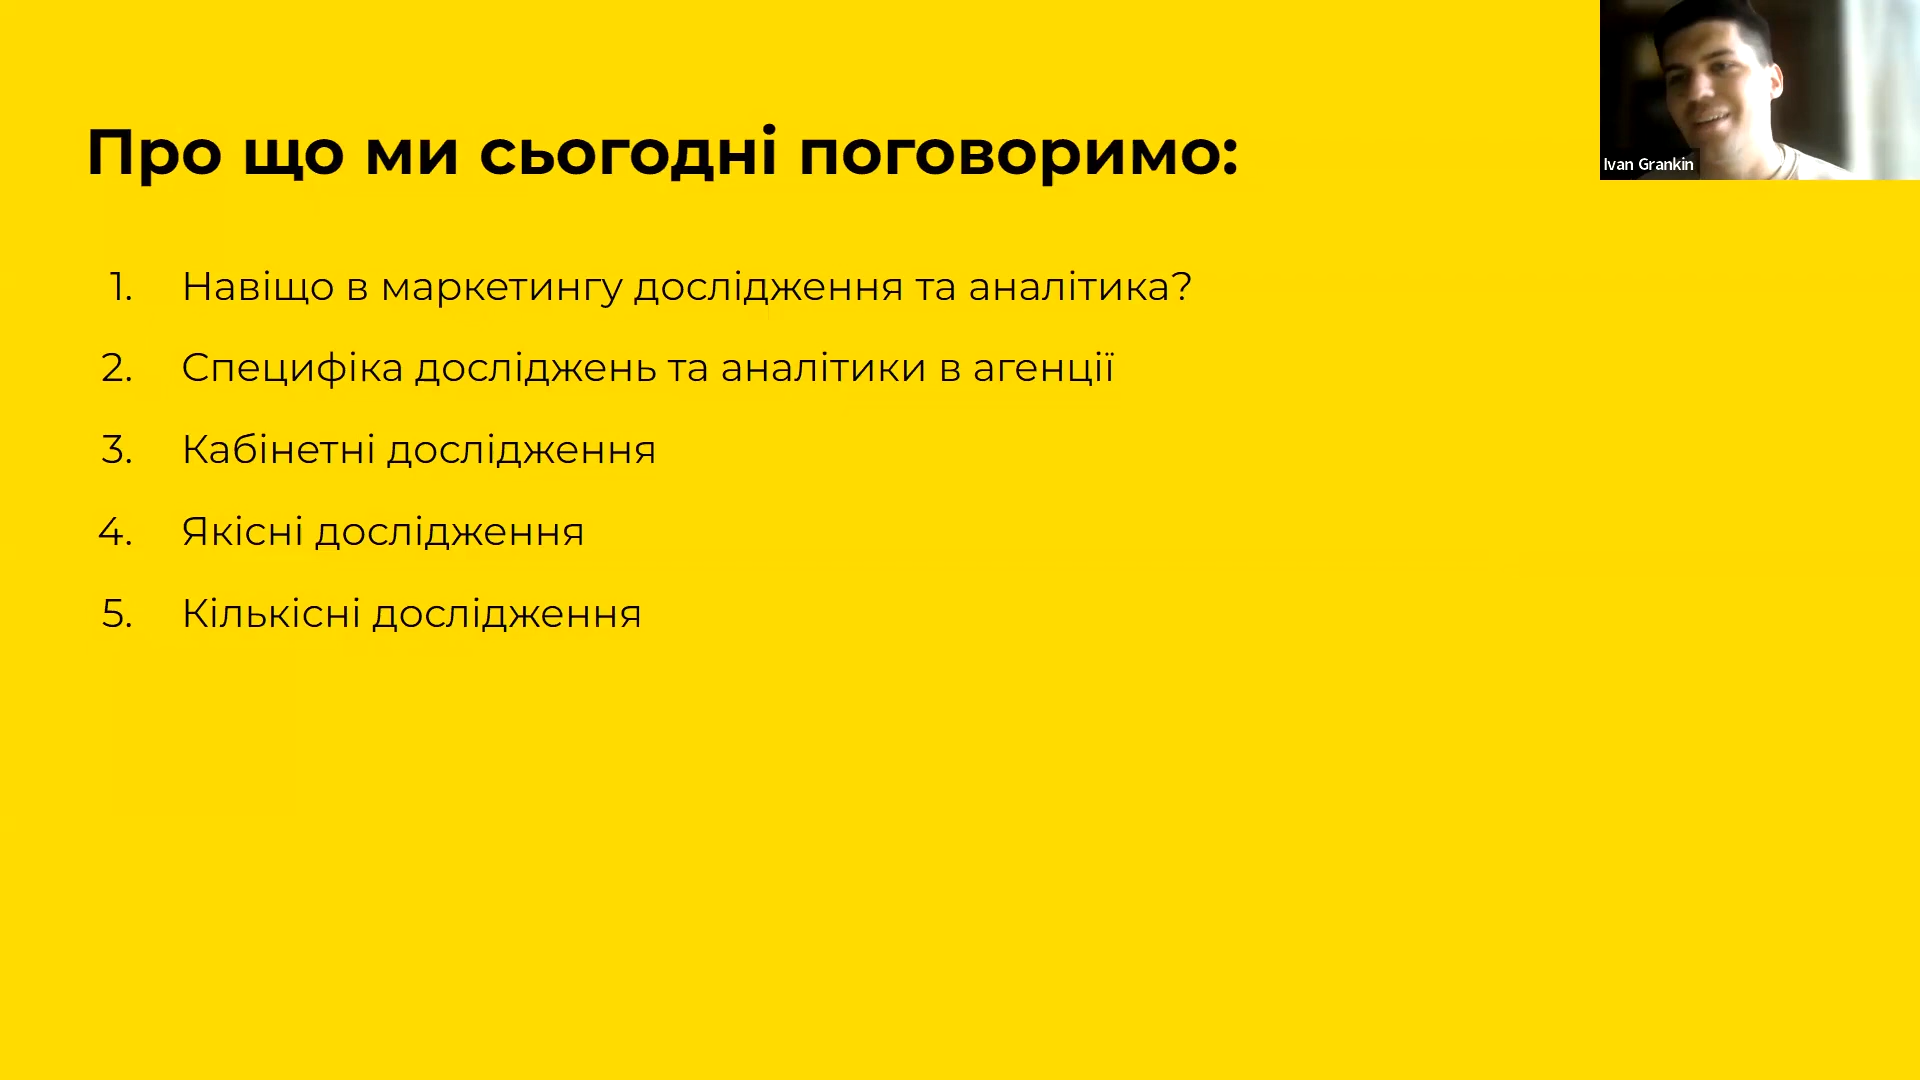 Про що ми сьогодні поговоримо:
Ivan Grankin
1. Навіщо в маркетингу дослідження та аналітика?
2. Специфіка досліджень та аналітики в агенції
3. Кабінетні дослідження
4. Якісні дослідження
5. Кількісні дослідження